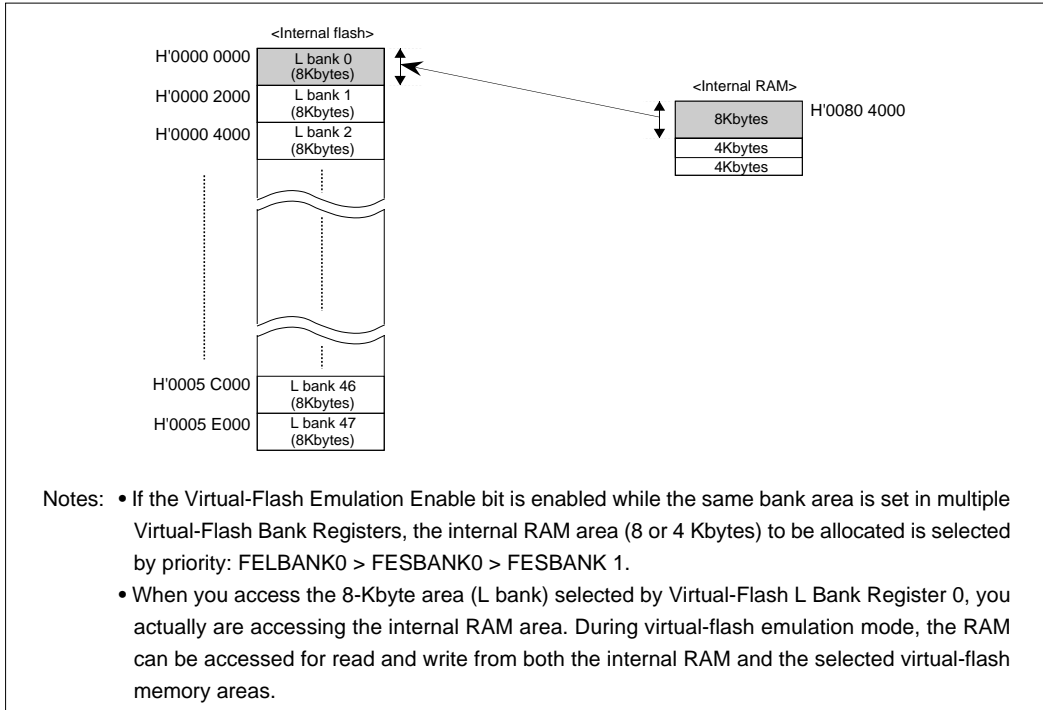 <Internal flash>
H'0000 0000
L bank 0
(8Kbytes)
H'0000 2000
L bank 1
(8Kbytes)
H'0000 4000
L bank 2
(8Kbytes)
<Internal RAM>
8Kbytes
H'0080 4000
4Kbytes
4Kbytes
H'0005 C000
L bank 46
(8Kbytes)
H'0005 E000
L bank 47
(8Kbytes)
Notes: • If the Virtual-Flash Emulation Enable bit is enabled while the same bank area is set in multiple
Virtual-Flash Bank Registers, the internal RAM area (8 or 4 Kbytes) to be allocated is selected
by priority: FELBANK0 > FESBANK0 > FESBANK 1.
• When you access the 8-Kbyte area (L bank) selected by Virtual-Flash L Bank Register 0, you
actually are accessing the internal RAM area. During virtual-flash emulation mode, the RAM
can be accessed for read and write from both the internal RAM and the selected virtual-flash
memory areas.